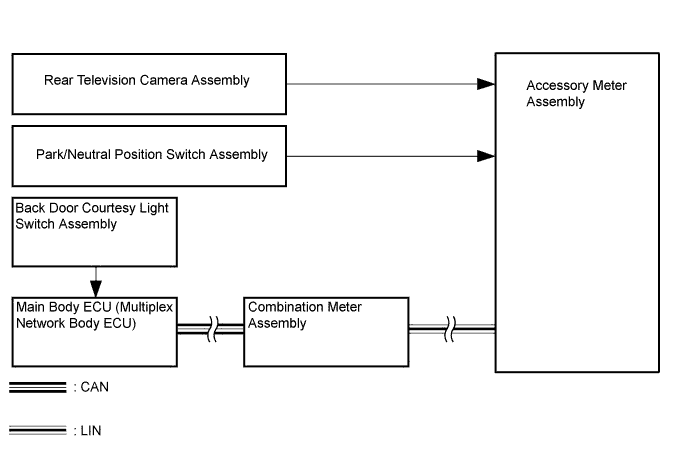 Rear Television Camera Assembly
Accessory Meter
Assembly
Park/Neutral Position Switch Assembly
Back Door Courtesy Light
Switch Assembly
Main Body ECU (Multiplex
Network Body ECU)
Combination Meter
Assembly
: CAN
: LIN